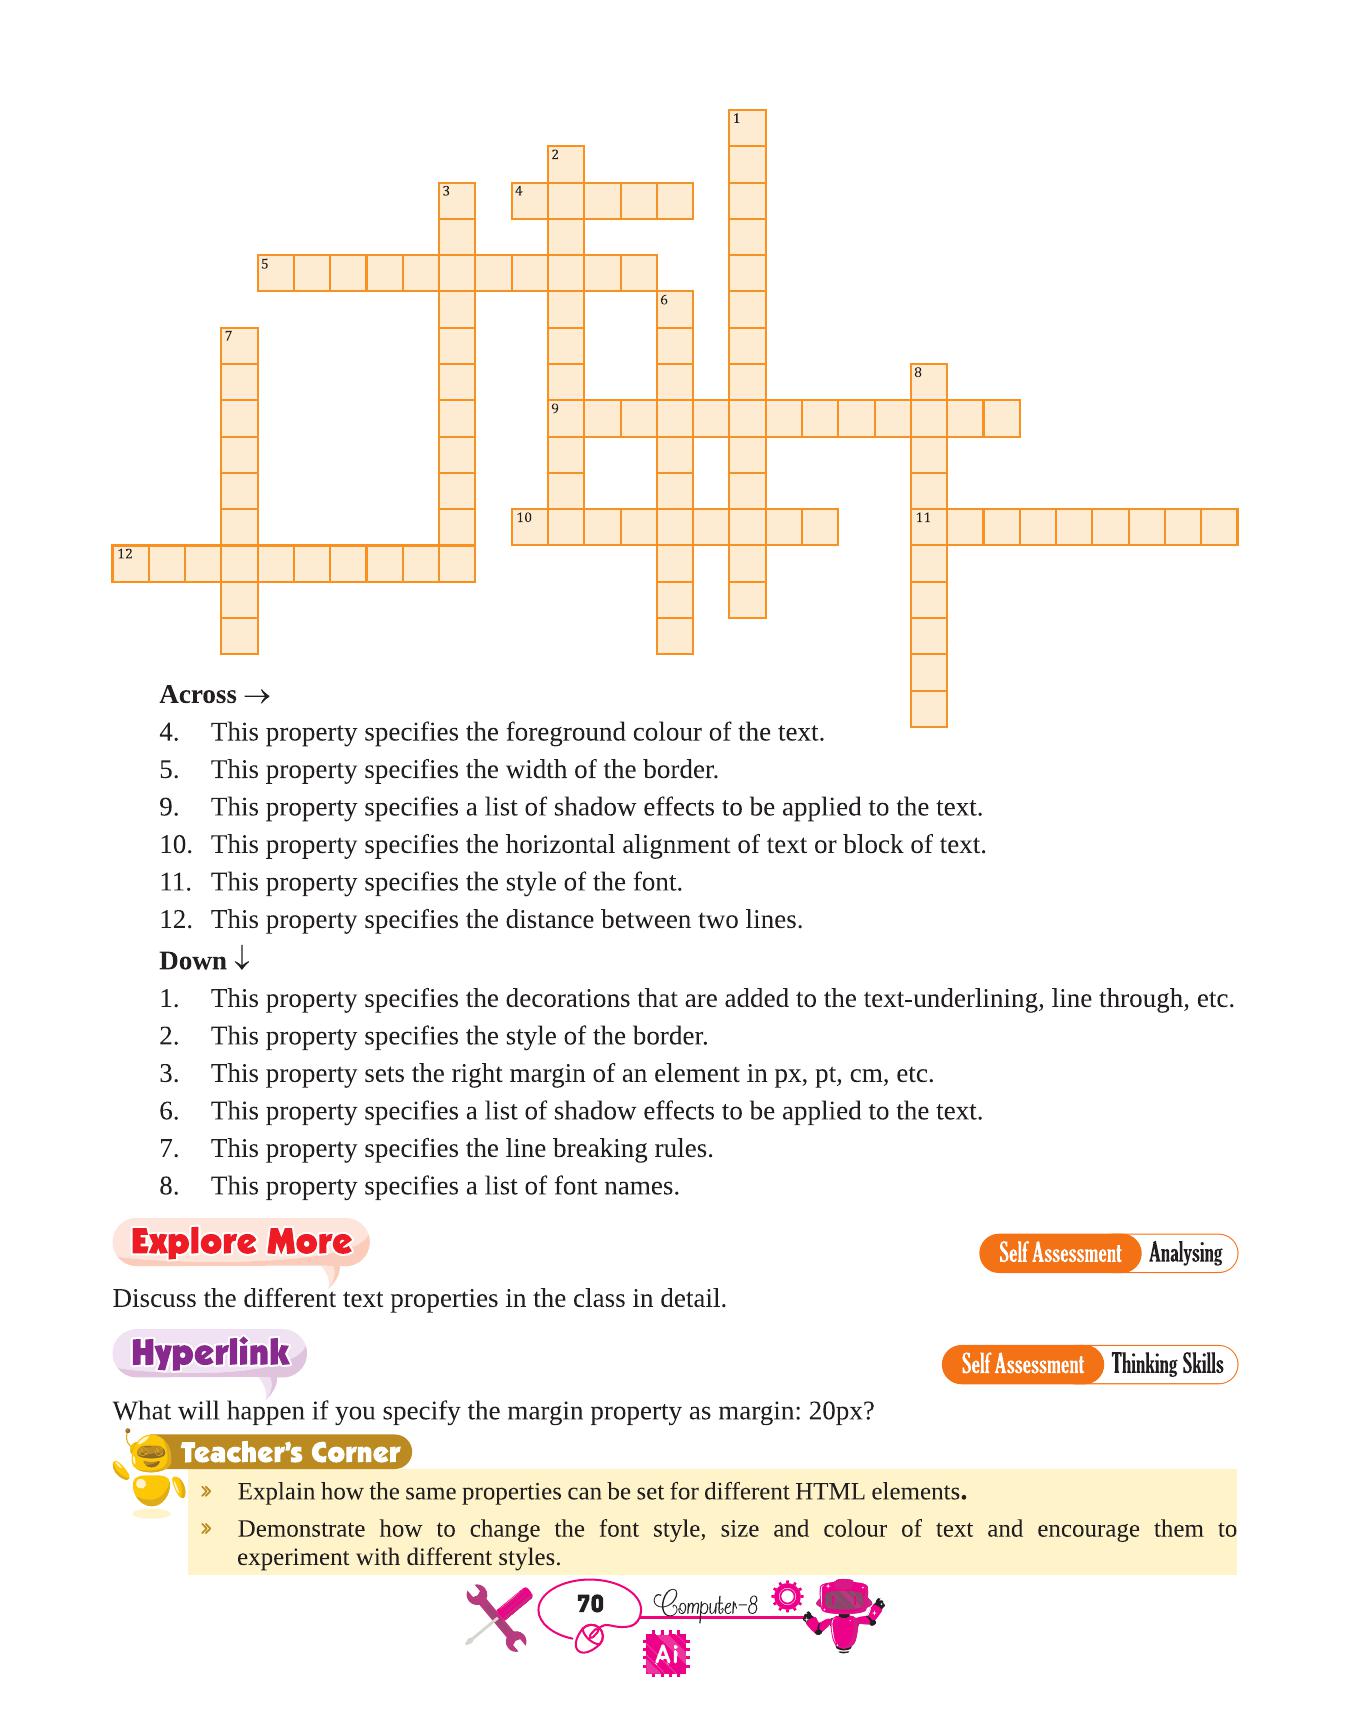 1
2
3
4
5
6
7
8
9
10
11
12
Across →
4. This property specifies the foreground colour of the text.
5. This property specifies the width of the border.
9. This property specifies a list of shadow effects to be applied to the text.
10. This property specifies the horizontal alignment of text or block of text.
11. This property specifies the style of the font.
12. This property specifies the distance between two lines.
Down ↓
1. This property specifies the decorations that are added to the text-underlining, line through, etc.
2. This property specifies the style of the border.
3. This property sets the right margin of an element in px, pt, cm, etc.
6. This property specifies a list of shadow effects to be applied to the text.
7. This property specifies the line breaking rules.
8. This property specifies a list of font names.
Explore More
Self Assessment Analysing
Discuss the different text properties in the class in detail.
Hyperlink
Self Assessment Thinking Skills
What will happen if you specify the margin property as margin: 20px?
Teacher's Corner
» Explain how the same properties can be set for different HTML elements.
» Demonstrate how to change the font style, size and colour of text and encourage them to
experiment with different styles.
70 Computer-8
Ai